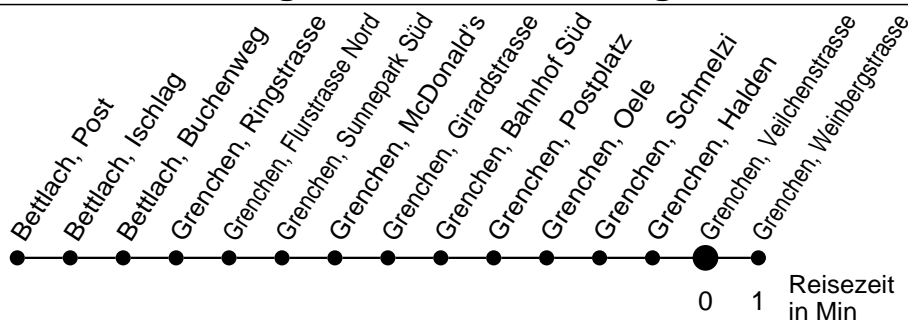 Bettlach, Post
Bettlach, Ischlag
Bettlach, Buchenweg
Grenchen, Ringstrasse
Grenchen, Flurstrasse Nord
Grenchen, Sunnepark Süd
Grenchen, McDonald's
Grenchen, Girardstrasse
Grenchen, Bahnhof Süd
Grenchen, Postplatz
Grenchen, Oele
Grenchen, Schmelzi
Grenchen, Halden
Grenchen, Veilchenstrasse
Grenchen, Weinbergstrasse
0 1 Reisezeit
in Min